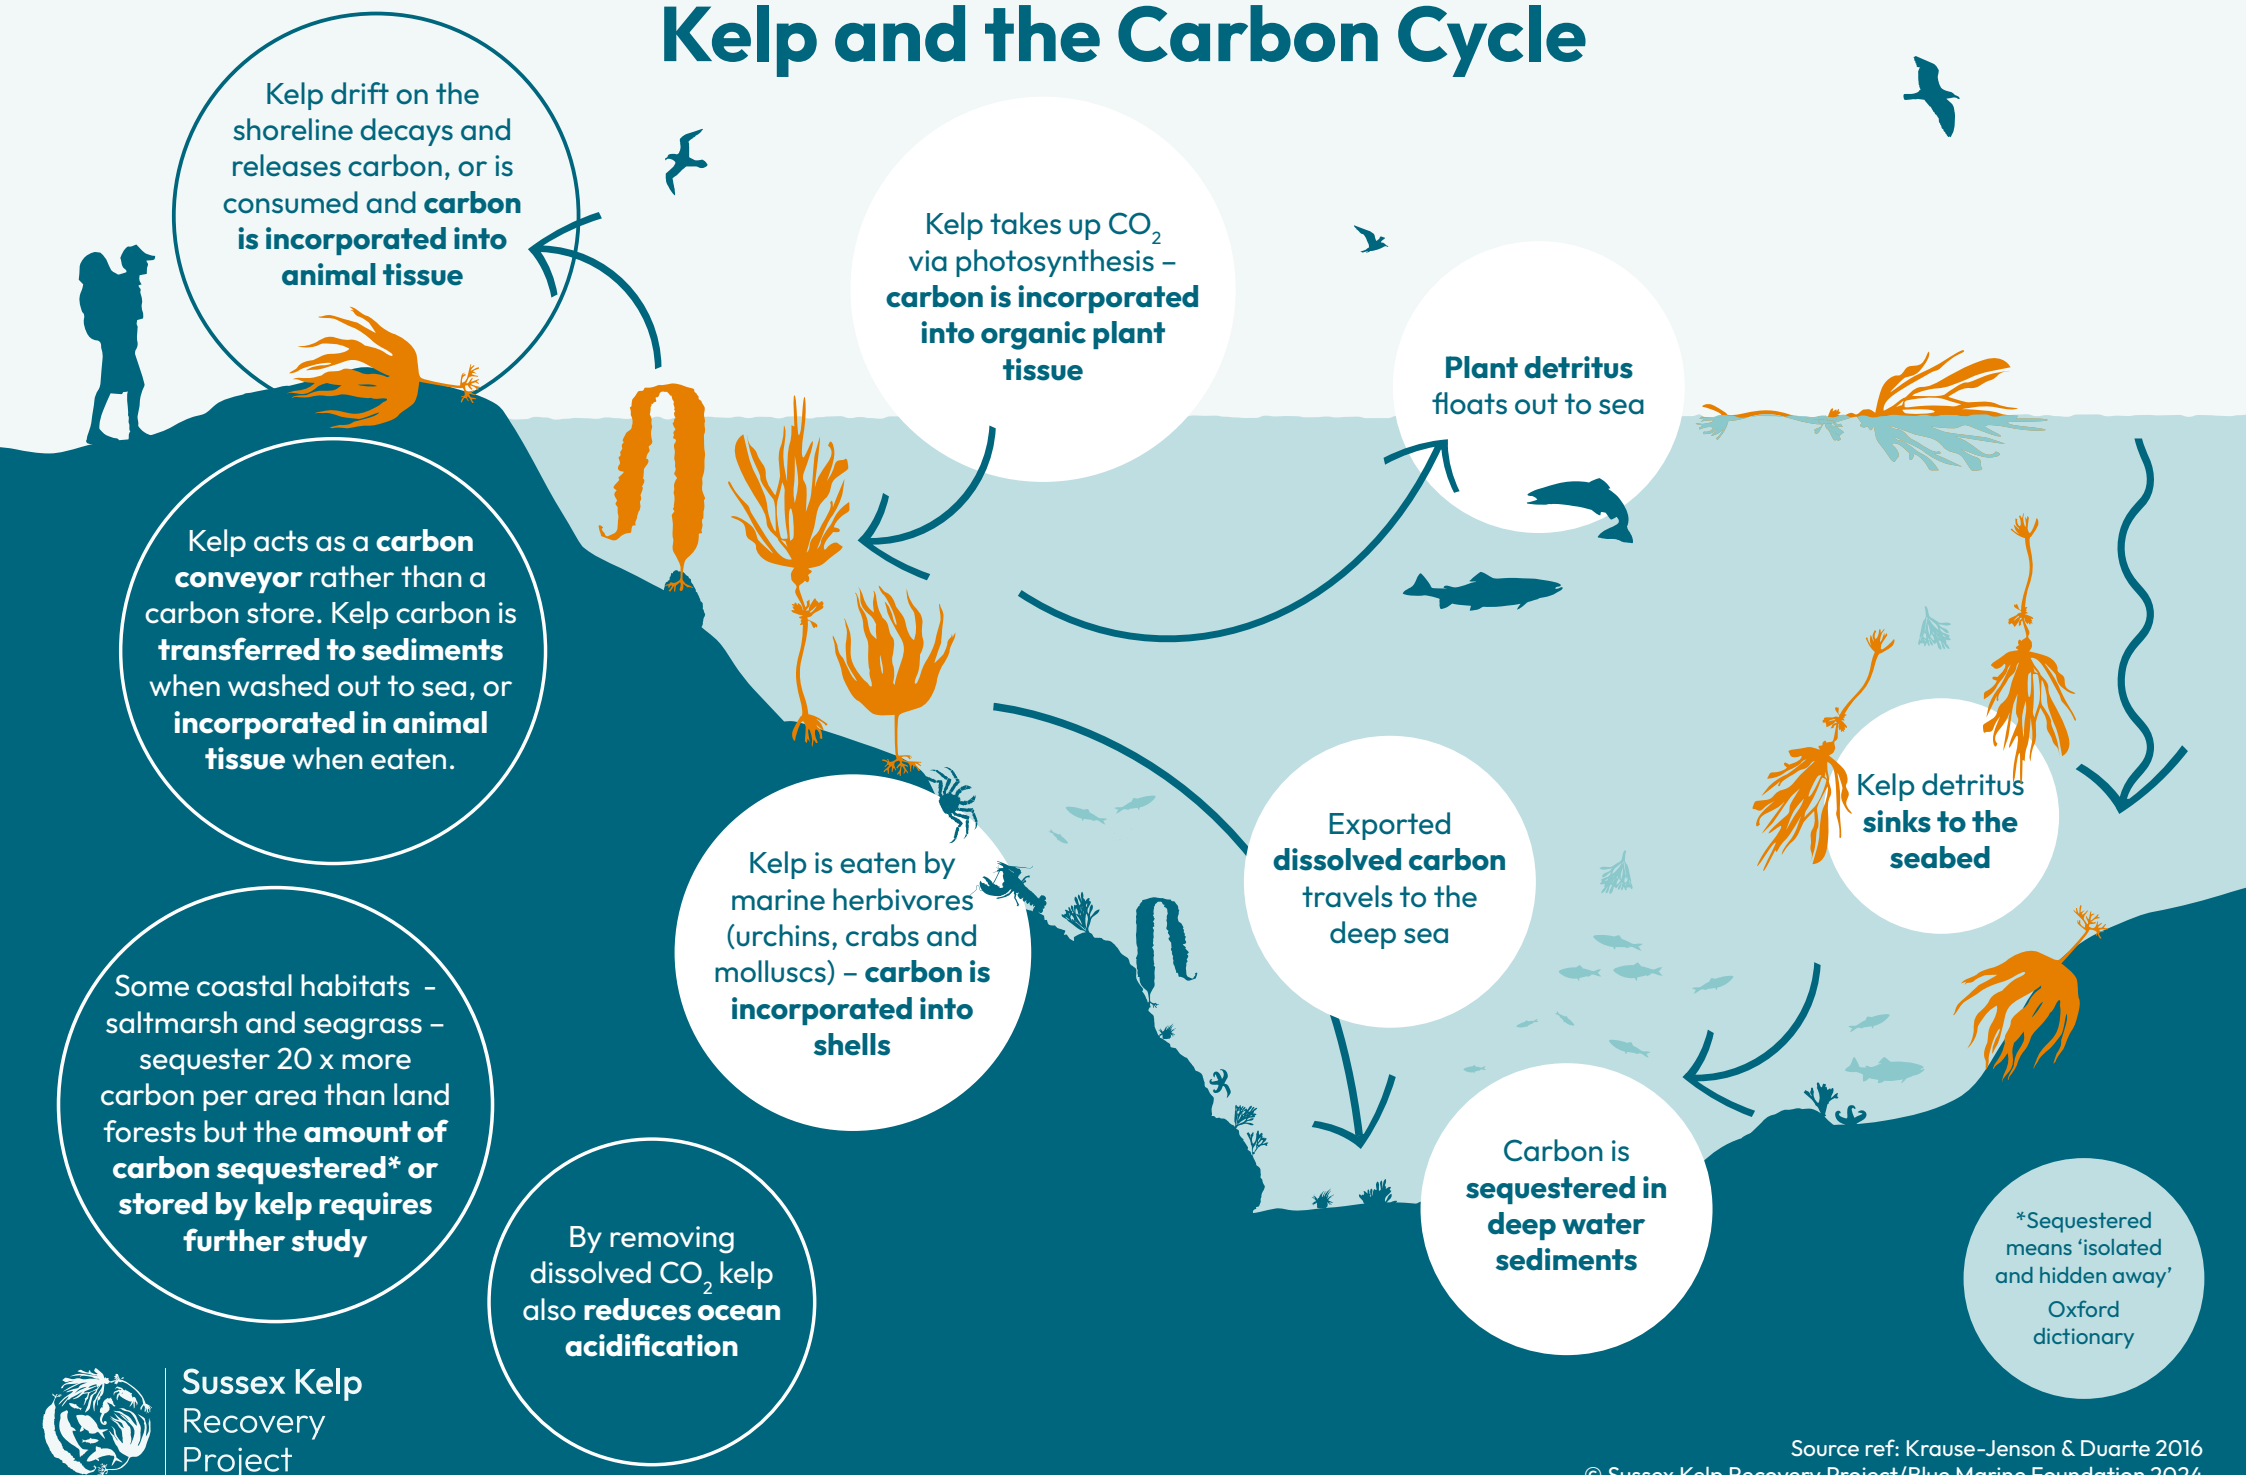 Kelp and the Carbon Cycle
Kelp drift on the
shoreline decays and
releases carbon, or is
consumed and carbon
is incorporated into
animal tissue
Kelp takes up CO₂
via photosynthesis –
carbon is incorporated
into organic plant
tissue
Plant detritus
floats out to sea
Kelp acts as a carbon
conveyor rather than a
carbon store. Kelp carbon is
transferred to sediments
when washed out to sea, or
incorporated in animal
tissue when eaten.
Kelp is eaten by
marine herbivores
(urchins, crabs and
molluscs) – carbon is
incorporated into
shells
Exported
dissolved carbon
travels to the
deep sea
Kelp detritus
sinks to the
seabed
Some coastal habitats -
saltmarsh and seagrass –
sequester 20 x more
carbon per area than land
forests but the amount of
carbon sequestered* or
stored by kelp requires
further study
By removing
dissolved CO₂ kelp
also reduces ocean
acidification
Carbon is
sequestered in
deep water
sediments
*Sequestered
means ‘isolated
and hidden away’
Oxford
dictionary
Sussex Kelp
Recovery
Project
Source ref: Krause-Jenson & Duarte 2016
© Sussex Kelp Recovery Project/Blue Marine Foundation 2024